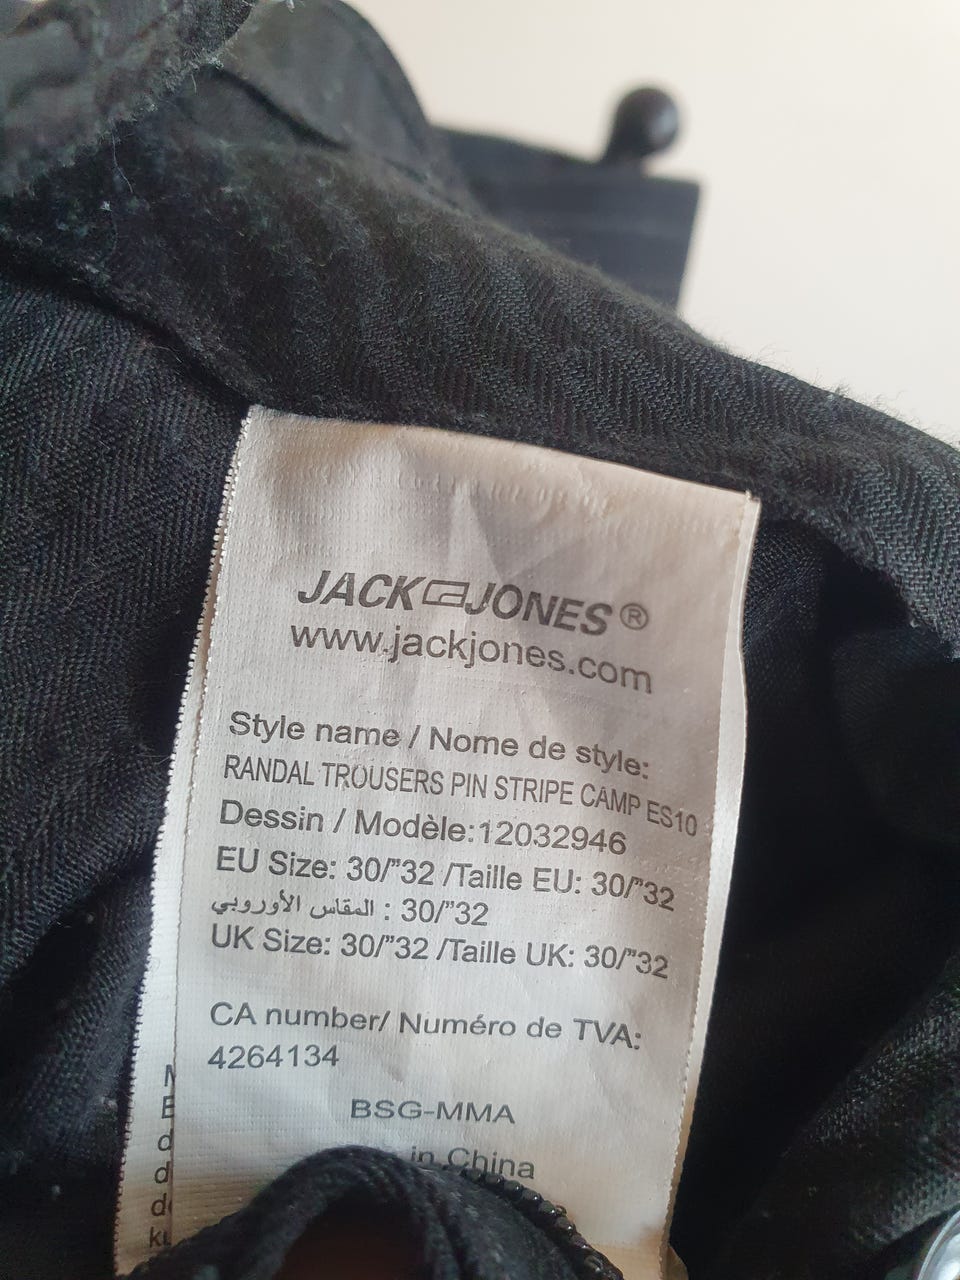 JACK JONES®
www.jackjones.com
Style name / Nome de style:
RANDAL TROUSERS PIN STRIPE CAMP ES10
Dessin / Modèle:12032946
EU Size: 30/"32 /Taille EU: 30/"32
المقاس الأوروبي : 30/"32
UK Size: 30/"32 /Taille UK: 30/"32
CA number/ Numéro de TVA:
4264134
BSG-MMA
in China